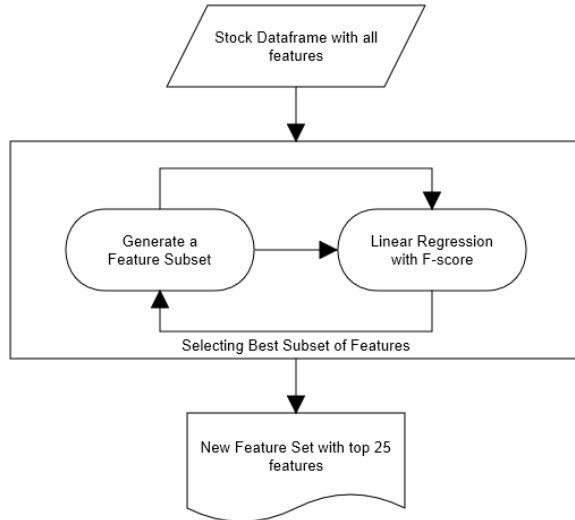 Stock Dataframe with all
features
Generate a
Feature Subset
Linear Regression
with F-score
Selecting Best Subset of Features
New Feature Set with top 25
features